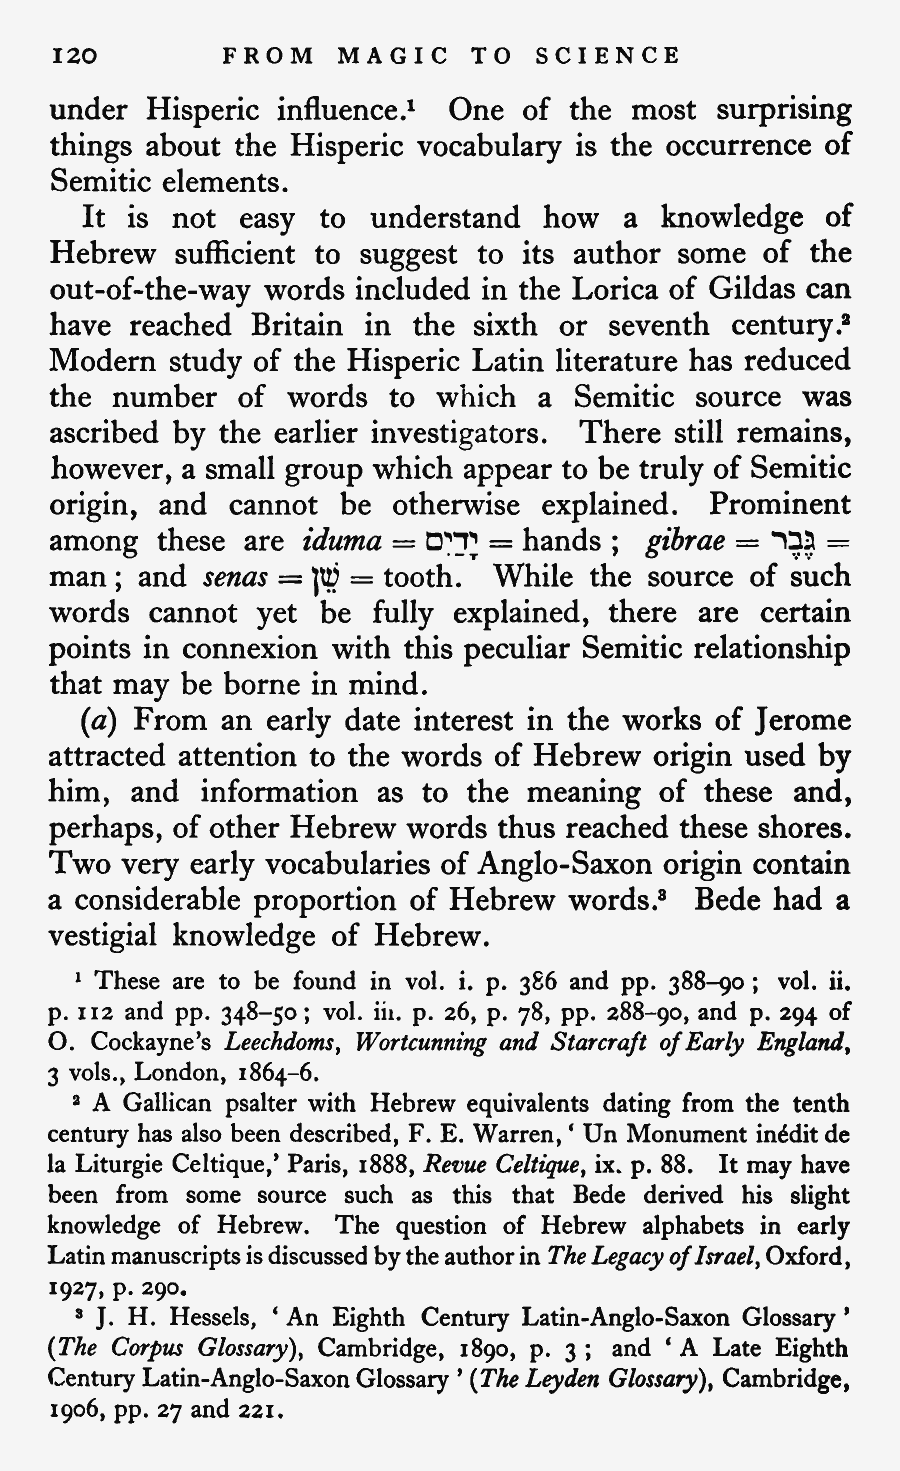 120 FROM MAGIC TO SCIENCE
under Hisperic influence.¹ One of the most surprising
things about the Hisperic vocabulary is the occurrence of
Semitic elements.
It is not easy to understand how a knowledge of
Hebrew sufficient to suggest to its author some of the
out-of-the-way words included in the Lorica of Gildas can
have reached Britain in the sixth or seventh century.²
Modern study of the Hisperic Latin literature has reduced
the number of words to which a Semitic source was
ascribed by the earlier investigators. There still remains,
however, a small group which appear to be truly of Semitic
origin, and cannot be otherwise explained. Prominent
among these are iduma = יָדַיִם = hands ; gibrae = גֶּבֶר =
man ; and senas = שֵׁן = tooth. While the source of such
words cannot yet be fully explained, there are certain
points in connexion with this peculiar Semitic relationship
that may be borne in mind.
(a) From an early date interest in the works of Jerome
attracted attention to the words of Hebrew origin used by
him, and information as to the meaning of these and,
perhaps, of other Hebrew words thus reached these shores.
Two very early vocabularies of Anglo-Saxon origin contain
a considerable proportion of Hebrew words.³ Bede had a
vestigial knowledge of Hebrew.
¹ These are to be found in vol. i. p. 386 and pp. 388–90 ; vol. ii.
p. 112 and pp. 348–50 ; vol. iii. p. 26, p. 78, pp. 288–90, and p. 294 of
O. Cockayne's Leechdoms, Wortcunning and Starcraft of Early England,
3 vols., London, 1864–6.
² A Gallican psalter with Hebrew equivalents dating from the tenth
century has also been described, F. E. Warren, ' Un Monument inédit de
la Liturgie Celtique,' Paris, 1888, Revue Celtique, ix. p. 88. It may have
been from some source such as this that Bede derived his slight
knowledge of Hebrew. The question of Hebrew alphabets in early
Latin manuscripts is discussed by the author in The Legacy of Israel, Oxford,
1927, p. 290.
³ J. H. Hessels, ' An Eighth Century Latin-Anglo-Saxon Glossary '
(The Corpus Glossary), Cambridge, 1890, p. 3 ; and ' A Late Eighth
Century Latin-Anglo-Saxon Glossary ' (The Leyden Glossary), Cambridge,
1906, pp. 27 and 221.